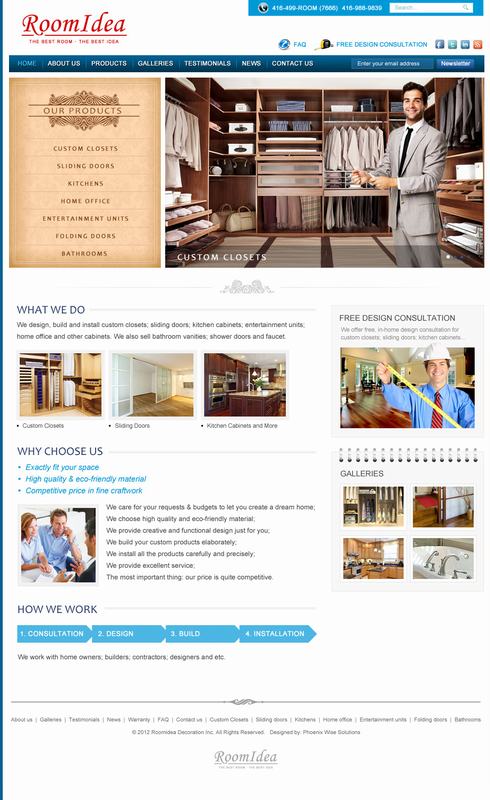 416-499-ROOM (7666) 416-988-9839
Search...
RoomIdea
THE BEST ROOM - THE BEST IDEA
FAQ
FREE DESIGN CONSULTATION
HOME
ABOUT US
PRODUCTS
GALLERIES
TESTIMONIALS
NEWS
CONTACT US
Enter your email address
Newsletter
OUR PRODUCTS
CUSTOM CLOSETS
SLIDING DOORS
KITCHENS
HOME OFFICE
ENTERTAINMENT UNITS
FOLDING DOORS
BATHROOMS
CUSTOM CLOSETS
WHAT WE DO
We design, build and install custom closets; sliding doors; kitchen cabinets; entertainment units;
home office and other cabinets. We also sell bathroom vanities; shower doors and faucet.
• Custom Closets
• Sliding Doors
• Kitchen Cabinets and More
FREE DESIGN CONSULTATION
We offer free, in-home design consultation for
custom closets; sliding doors; kitchen cabinets...
WHY CHOOSE US
• Exactly fit your space
• High quality & eco-friendly material
• Competitive price in fine craftwork
We care for your requests & budgets to let you create a dream home;
We choose high quality and eco-friendly material;
We provide creative and functional design just for you;
We build your custom products elaborately;
We install all the products carefully and precisely;
We provide excellent service;
The most important thing: our price is quite competitive.
GALLERIES
HOW WE WORK
1. CONSULTATION
2. DESIGN
3. BUILD
4. INSTALLATION
We work with home owners; builders; contractors; designers and etc.
About us | Galleries | Testimonials | News | Warranty | FAQ | Contact us | Custom Closets | Sliding doors | Kitchens | Home office | Entertainment units | Folding doors | Bathrooms
© 2012 Roomidea Decoration Inc. All Rights Reserved. Designed by: Phoenix Wise Solutions
RoomIdea
THE BEST ROOM - THE BEST IDEA